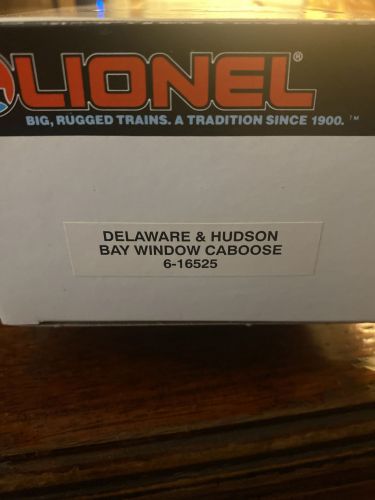 LIONEL®
BIG, RUGGED TRAINS. A TRADITION SINCE 1900.™
DELAWARE & HUDSON
BAY WINDOW CABOOSE
6-16525